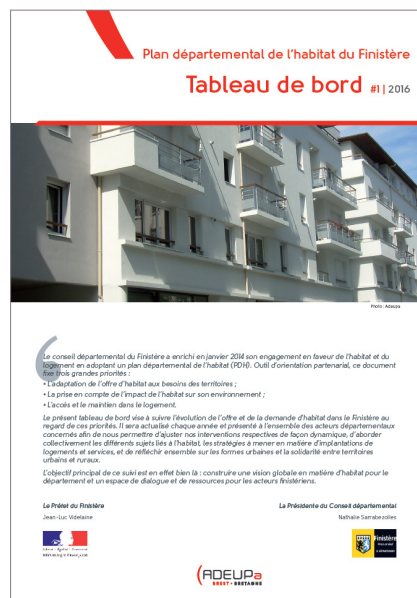 Plan départemental de l'habitat du Finistère
Tableau de bord #1 | 2016
Photo : Adeupa
Le conseil départemental du Finistère a enrichi en janvier 2014 son engagement en faveur de l'habitat et du
logement en adoptant un plan départemental de l'habitat (PDH). Outil d'orientation partenarial, ce document
fixe trois grandes priorités :
• L'adaptation de l'offre d'habitat aux besoins des territoires ;
• La prise en compte de l'impact de l'habitat sur son environnement ;
• L'accès et le maintien dans le logement.
Le présent tableau de bord vise à suivre l'évolution de l'offre et de la demande d'habitat dans le Finistère au
regard de ces priorités. Il sera actualisé chaque année et présenté à l'ensemble des acteurs départementaux
concernés afin de nous permettre d'ajuster nos interventions respectives de façon dynamique, d'aborder
collectivement les différents sujets liés à l'habitat, les stratégies à mener en matière d'implantations de
logements et services, et de réfléchir ensemble sur les formes urbaines et la solidarité entre territoires
urbains et ruraux.
L'objectif principal de ce suivi est en effet bien là : construire une vision globale en matière d'habitat pour le
département et un espace de dialogue et de ressources pour les acteurs finistériens.
Le Préfet du Finistère
Jean-Luc Videlaine
La Présidente du Conseil départemental
Nathalie Sarrabezolles
Finistère
ADEUPa
BREST • BRETAGNE